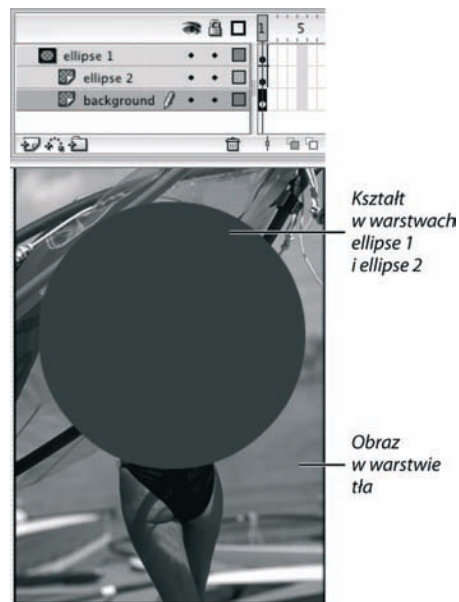 1 5
ellipse 1
ellipse 2
background
Kształt
w warstwach
ellipse 1
i ellipse 2
Obraz
w warstwie
tła